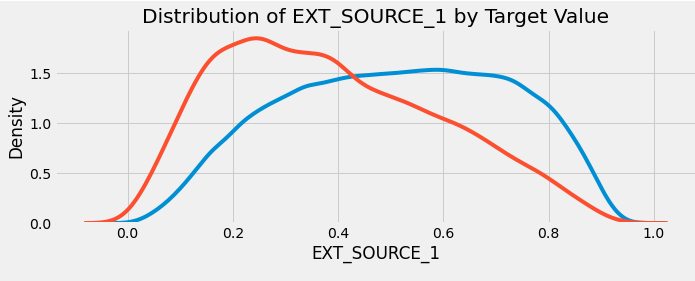 Distribution of EXT_SOURCE_1 by Target Value
Density
1.5
1.0
0.5
0.0
0.0 0.2 0.4 0.6 0.8 1.0
EXT_SOURCE_1